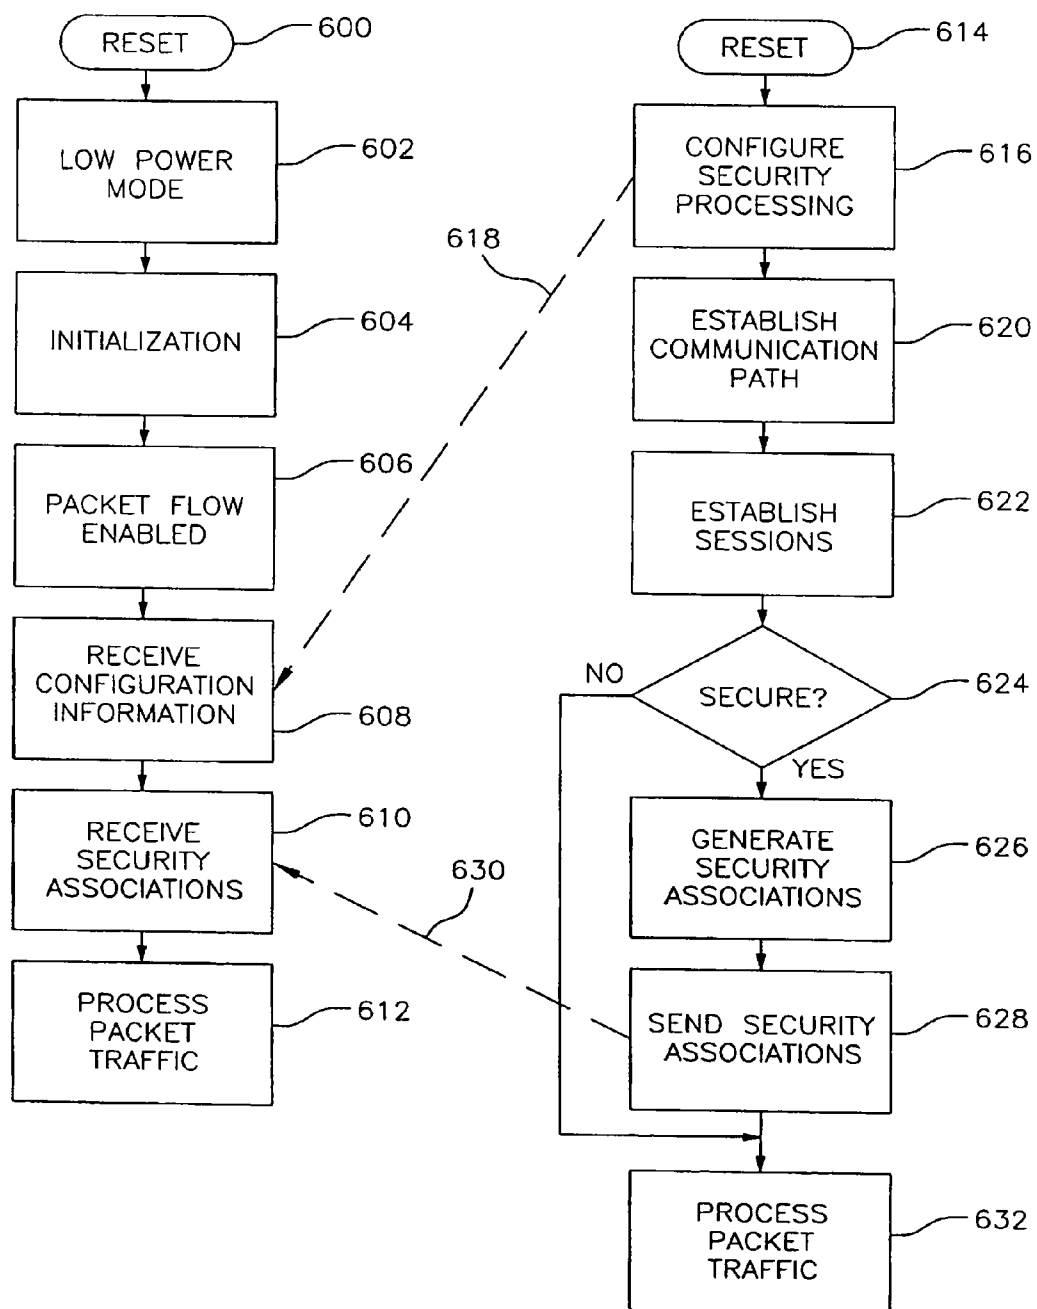 RESET
600
LOW POWER
MODE
602
INITIALIZATION
604
PACKET FLOW
ENABLED
606
RECEIVE
CONFIGURATION
INFORMATION
608
RECEIVE
SECURITY
ASSOCIATIONS
610
PROCESS
PACKET
TRAFFIC
612
RESET
614
CONFIGURE
SECURITY
PROCESSING
616
618
ESTABLISH
COMMUNICATION
PATH
620
ESTABLISH
SESSIONS
622
SECURE?
624
NO
YES
GENERATE
SECURITY
ASSOCIATIONS
626
SEND SECURITY
ASSOCIATIONS
628
630
PROCESS
PACKET
TRAFFIC
632